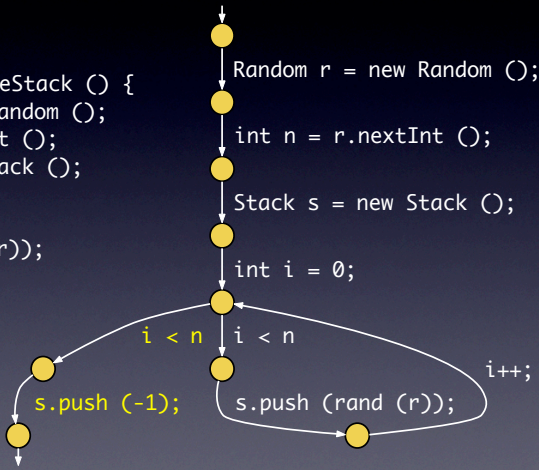 Random r = new Random ();
eStack () {
andom ();
int n = r.nextInt ();
t ();
ack ();
Stack s = new Stack ();
r));
int i = 0;
i < n
i < n
i++;
s.push (-1);
s.push (rand (r));